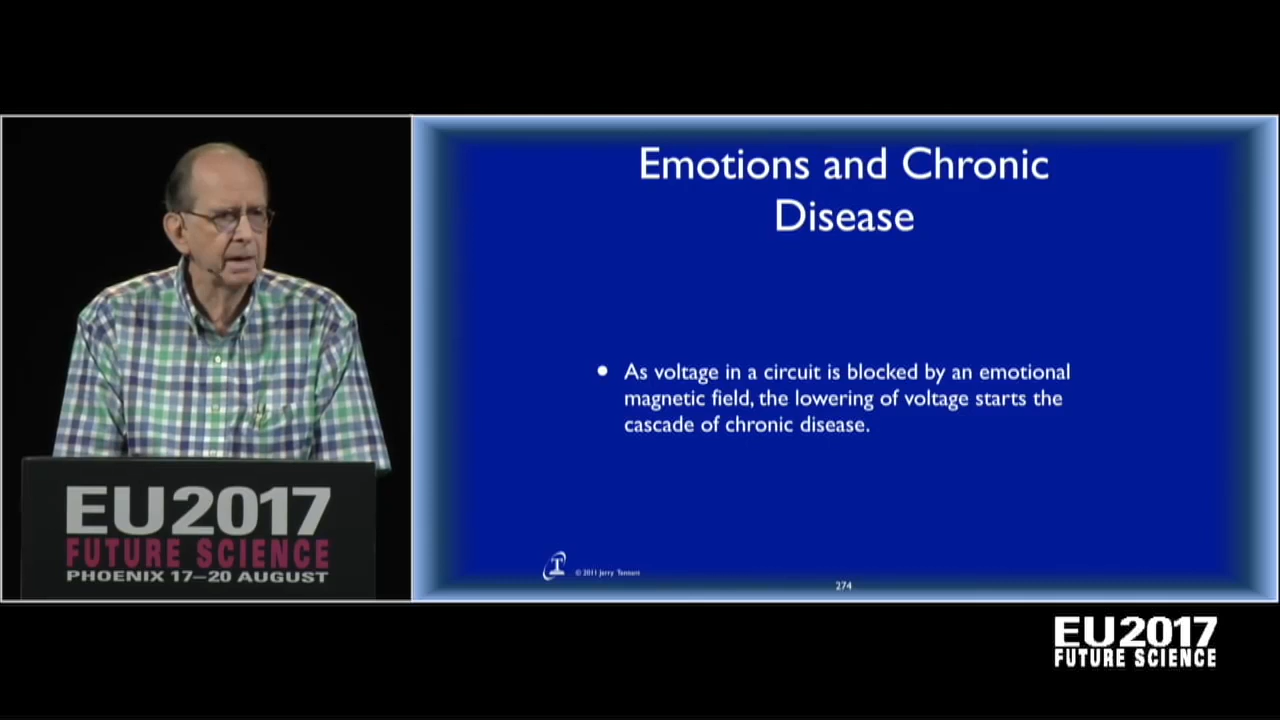 Emotions and Chronic
Disease
• As voltage in a circuit is blocked by an emotional
magnetic field, the lowering of voltage starts the
cascade of chronic disease.
T
© 2011 Jerry Tennant
274
EU2017
FUTURE SCIENCE
PHOENIX 17–20 AUGUST
EU2017
FUTURE SCIENCE